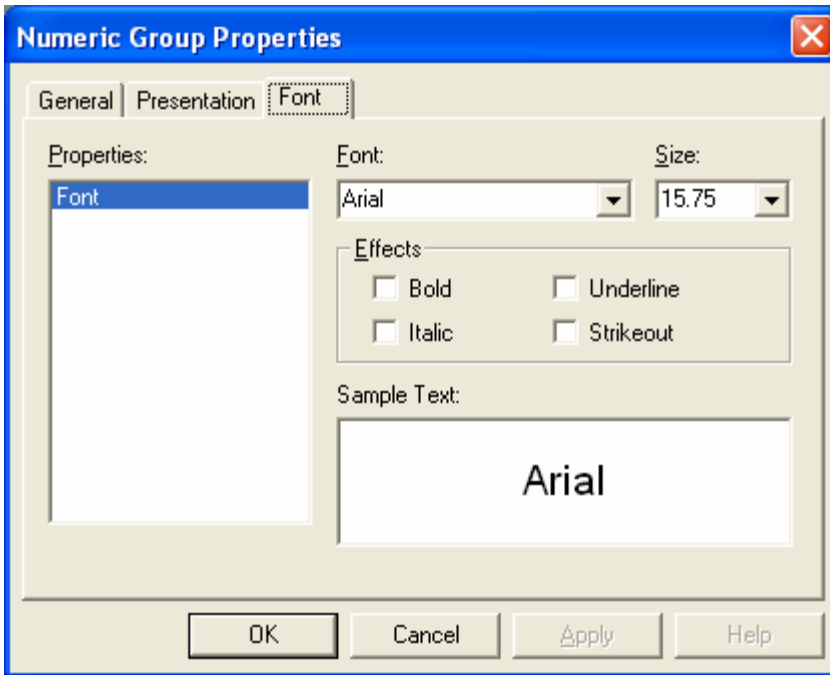 Numeric Group Properties
General Presentation Font
Properties: Font: Size:
Font Arial 15.75
Effects
Bold Underline
Italic Strikeout
Sample Text:
Arial
OK Cancel Apply Help